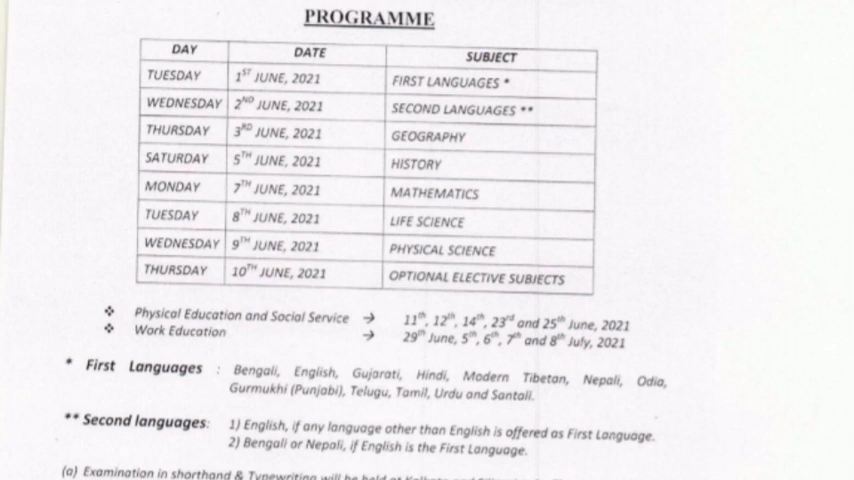 PROGRAMME
DAY DATE SUBJECT
TUESDAY 1ST JUNE, 2021 FIRST LANGUAGES *
WEDNESDAY 2ND JUNE, 2021 SECOND LANGUAGES **
THURSDAY 3RD JUNE, 2021 GEOGRAPHY
SATURDAY 5TH JUNE, 2021 HISTORY
MONDAY 7TH JUNE, 2021 MATHEMATICS
TUESDAY 8TH JUNE, 2021 LIFE SCIENCE
WEDNESDAY 9TH JUNE, 2021 PHYSICAL SCIENCE
THURSDAY 10TH JUNE, 2021 OPTIONAL ELECTIVE SUBJECTS
❖ Physical Education and Social Service → 11th, 12th, 14th, 23rd and 25th June, 2021
❖ Work Education → 29th June, 5th, 6th, 7th and 8th July, 2021
* First Languages : Bengali, English, Gujarati, Hindi, Modern Tibetan, Nepali, Odia,
Gurmukhi (Punjabi), Telugu, Tamil, Urdu and Santali.
** Second languages: 1) English, if any language other than English is offered as First Language.
2) Bengali or Nepali, if English is the First Language.
(a) Examination in shorthand & Typewriting will be held at